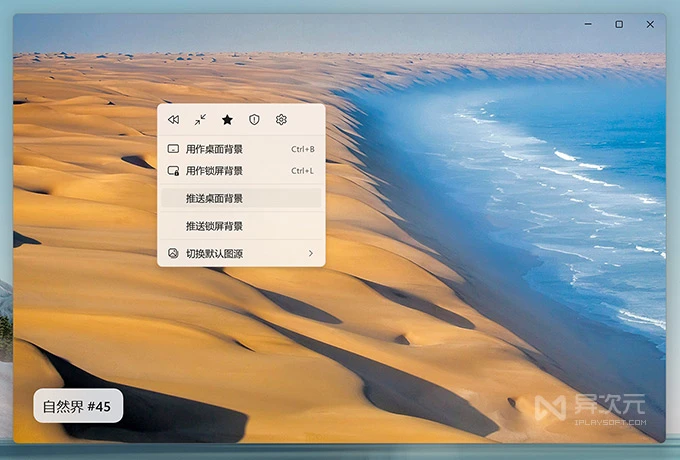 用作桌面背景 Ctrl+B
用作锁屏背景 Ctrl+L
推送桌面背景
推送锁屏背景
切换默认图源
自然界 #45
异次元
IPLAYSOFT.COM